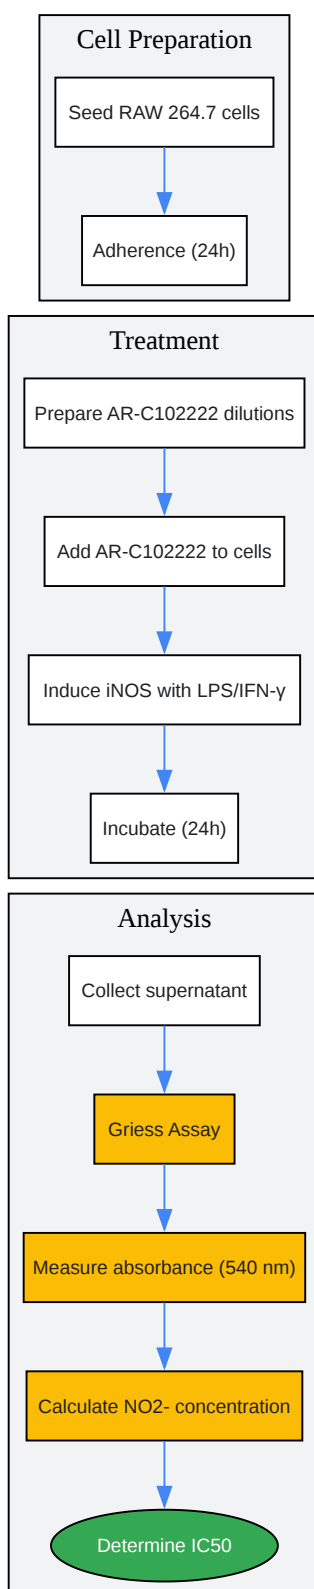 Cell Preparation
Seed RAW 264.7 cells
Adherence (24h)
Treatment
Prepare AR-C102222 dilutions
Add AR-C102222 to cells
Induce iNOS with LPS/IFN-γ
Incubate (24h)
Analysis
Collect supernatant
Griess Assay
Measure absorbance (540 nm)
Calculate NO2- concentration
Determine IC50